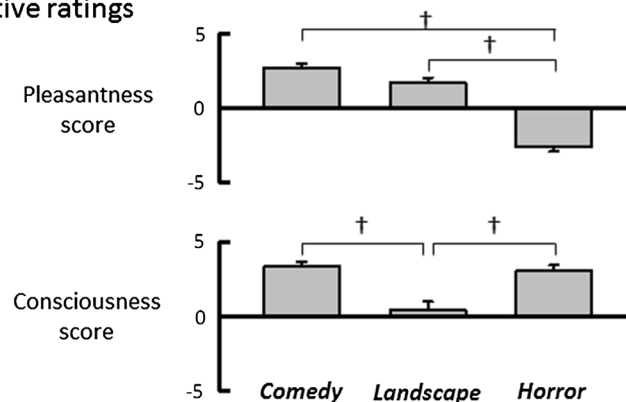 tive ratings
†
5
†
Pleasantness
score
0
-5
† †
5
Consciousness
score
0
-5
Comedy Landscape Horror